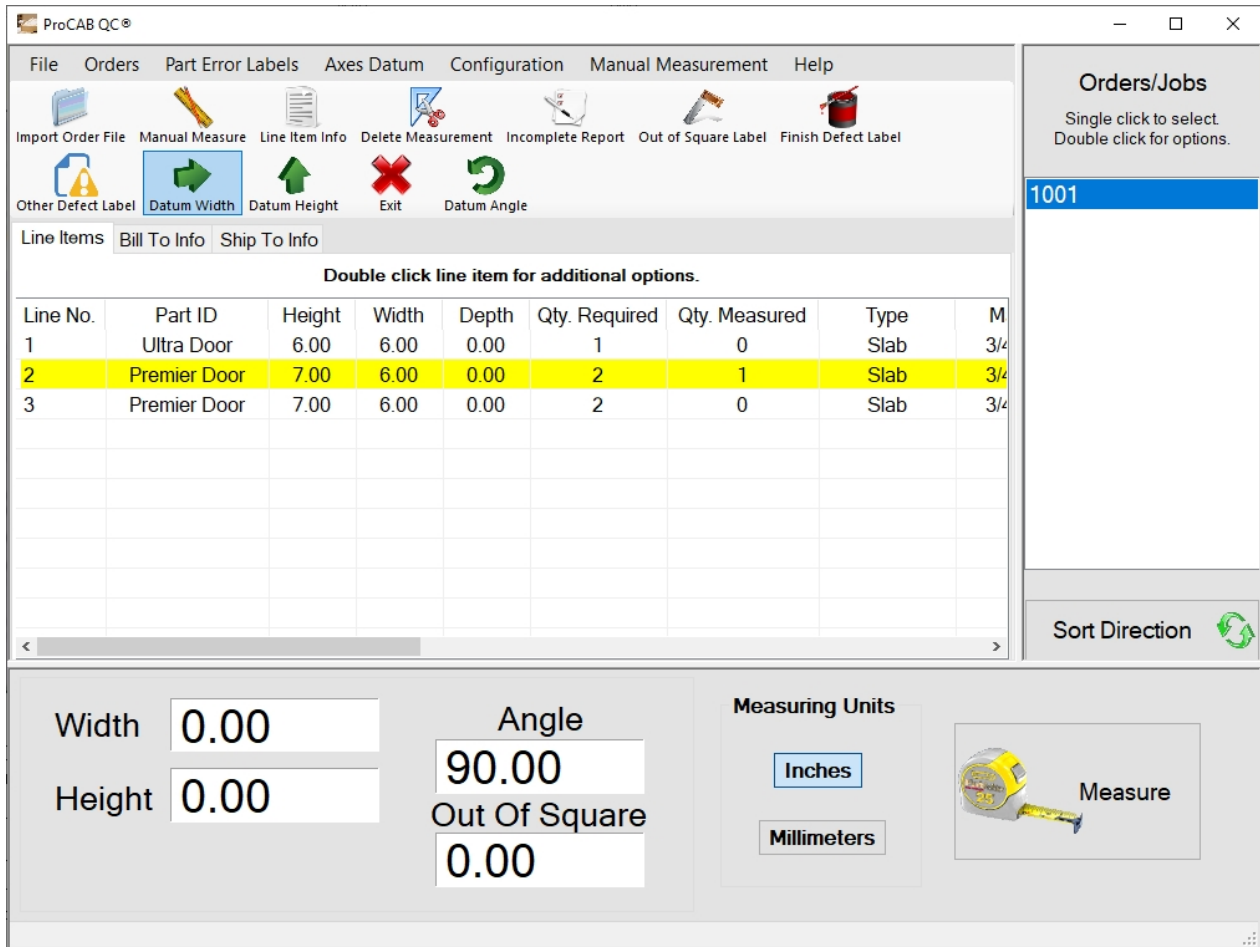 ProCAB QC®
File Orders Part Error Labels Axes Datum Configuration Manual Measurement Help
Import Order File Manual Measure Line Item Info Delete Measurement Incomplete Report Out of Square Label Finish Defect Label
Other Defect Label Datum Width Datum Height Exit Datum Angle
Line Items Bill To Info Ship To Info
Double click line item for additional options.
Line No. Part ID Height Width Depth Qty. Required Qty. Measured Type M
1 Ultra Door 6.00 6.00 0.00 1 0 Slab 3/4
2 Premier Door 7.00 6.00 0.00 2 1 Slab 3/4
3 Premier Door 7.00 6.00 0.00 2 0 Slab 3/4
Orders/Jobs
Single click to select.
Double click for options.
1001
Sort Direction
Width 0.00
Height 0.00
Angle
90.00
Out Of Square
0.00
Measuring Units
Inches
Millimeters
Measure